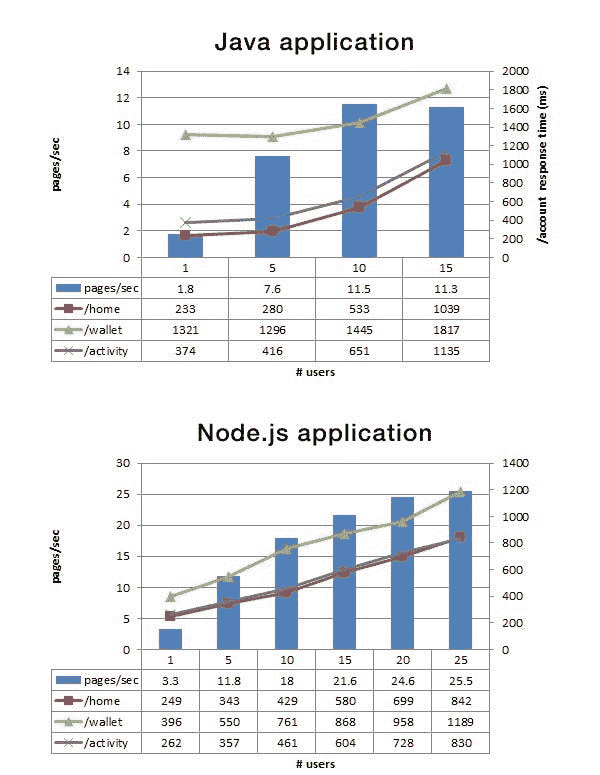 Java application
14 2000
12 1800
10 1600
8 1400
6 1200
4 1000
2 800
0 600
400
200
0
pages/sec
/account response time (ms)
1 5 10 15
pages/sec 1.8 7.6 11.5 11.3
/home 233 280 533 1039
/wallet 1321 1296 1445 1817
/activity 374 416 651 1135
# users
Node.js application
30 1400
25 1200
20 1000
15 800
10 600
5 400
0 200
0
pages/sec
1 5 10 15 20 25
pages/sec 3.3 11.8 18 21.6 24.6 25.5
/home 249 343 429 580 699 842
/wallet 396 550 761 868 958 1189
/activity 262 357 461 604 728 830
# users